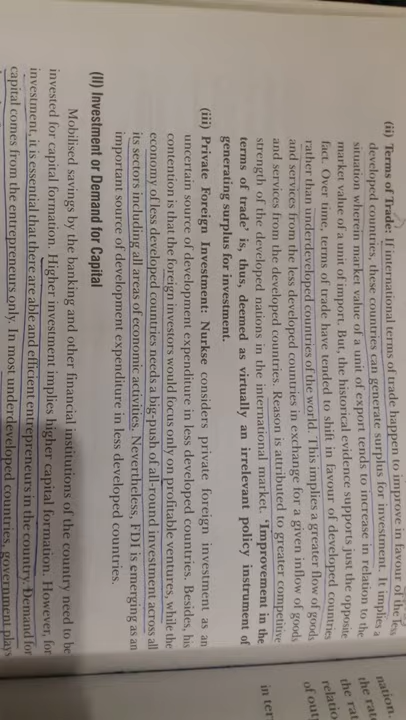 (ii) Terms of Trade: If international terms of trade happen to improve in favour of the less
developed countries, these countries can generate surplus for investment. It implies a
situation wherein market value of a unit of export tends to increase in relation to the
market value of a unit of import. But, the historical evidence supports just the opposite
fact. Over time, terms of trade have tended to shift in favour of developed countries
rather than underdeveloped countries of the world. This implies a greater flow of goods
and services from the less developed countries in exchange for a given inflow of goods
and services from the developed countries. Reason is attributed to greater competitive
strength of the developed nations in the international market. 'Improvement in the
terms of trade' is, thus, deemed as virtually an irrelevant policy instrument of
generating surplus for investment.
(iii) Private Foreign Investment: Nurkse considers private foreign investment as an
uncertain source of development expenditure in less developed countries. Besides, his
contention is that the foreign investors would focus only on profitable ventures, while the
economy of less developed countries needs a big-push of all-round investment across all
its sectors including all areas of economic activities. Nevertheless, FDI is emerging as an
important source of development expenditure in less developed countries.
(II) Investment or Demand for Capital
Mobilised savings by the banking and other financial institutions of the country need to be
invested for capital formation. Higher investment implies higher capital formation. However, for
investment, it is essential that there are able and efficient entrepreneurs in the country. Demand for
capital comes from the entrepreneurs only. In most underdeveloped countries, government plays
nation.
the rat
relatio
of out
in ter